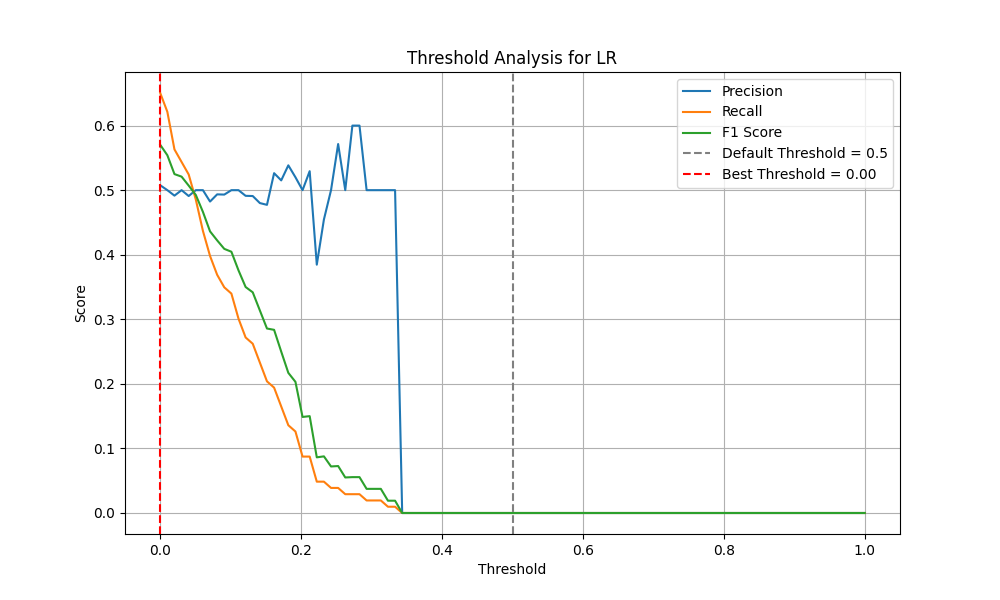 Threshold Analysis for LR
Precision
Recall
F1 Score
Default Threshold = 0.5
Best Threshold = 0.00
Score
0.6
0.5
0.4
0.3
0.2
0.1
0.0
0.0 0.2 0.4 0.6 0.8 1.0
Threshold